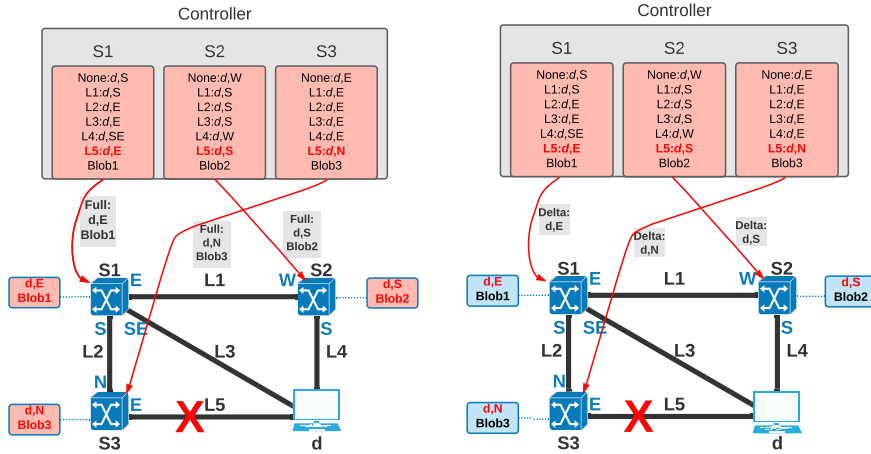 Controller
S1
S2
S3
None:d,S
L1:d,S
L2:d,E
L3:d,E
L4:d,SE
L5:d,E
Blob1
None:d,W
L1:d,S
L2:d,S
L3:d,S
L4:d,W
L5:d,S
Blob2
None:d,E
L1:d,E
L2:d,E
L3:d,E
L4:d,E
L5:d,N
Blob3
Full:
d,E
Blob1
Full:
d,N
Blob3
Full:
d,S
Blob2
S1
E
L1
W
S2
d,E
Blob1
d,S
Blob2
S
SE
S
L2
L3
L4
N
E
L5
d,N
Blob3
S3
d
Controller
S1
S2
S3
None:d,S
L1:d,S
L2:d,E
L3:d,E
L4:d,SE
L5:d,E
Blob1
None:d,W
L1:d,S
L2:d,S
L3:d,S
L4:d,W
L5:d,S
Blob2
None:d,E
L1:d,E
L2:d,E
L3:d,E
L4:d,E
L5:d,N
Blob3
Delta:
d,E
Delta:
d,N
Delta:
d,S
S1
E
L1
W
S2
d,E
Blob1
d,S
Blob2
S
SE
S
L2
L3
L4
N
E
L5
d,N
Blob3
S3
d